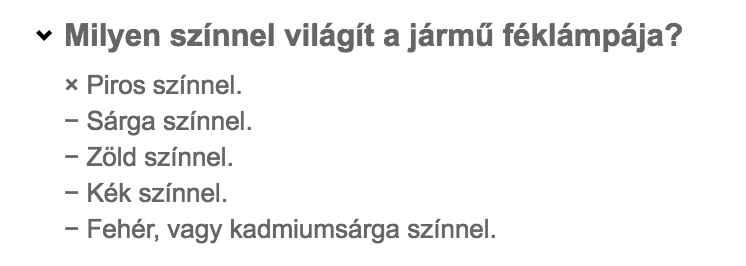 Milyen színnel világít a jármű féklámpája?
× Piros színnel.
− Sárga színnel.
− Zöld színnel.
− Kék színnel.
− Fehér, vagy kadmiumsárga színnel.